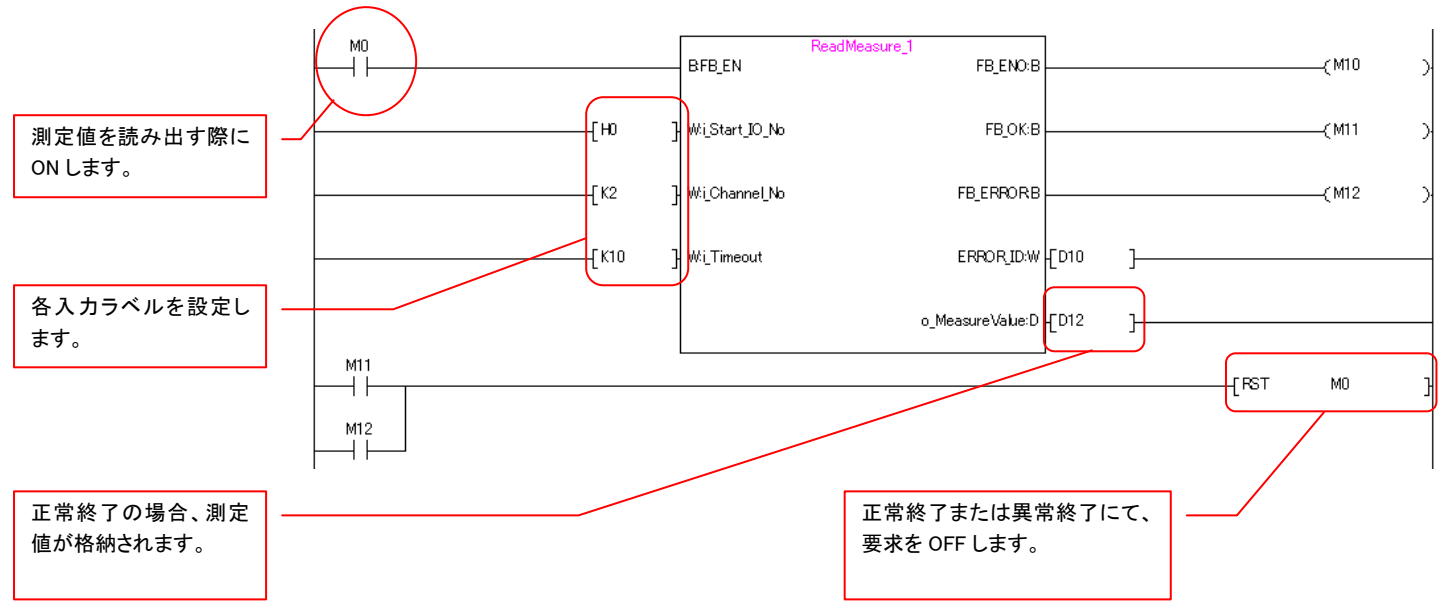 M0
ReadMeasure_1
B:FB_EN
FB_ENO:B
M10
測定値を読み出す際に
ONします。
H0
W:i_Start_IO_No
FB_OK:B
M11
K2
W:i_Channel_No
FB_ERROR:B
M12
K10
W:i_Timeout
ERROR_ID:W
D10
各入力ラベルを設定し
ます。
o_MeasureValue:D
D12
M11
RST M0
M12
正常終了の場合、測定
値が格納されます。
正常終了または異常終了にて、
要求を OFF します。